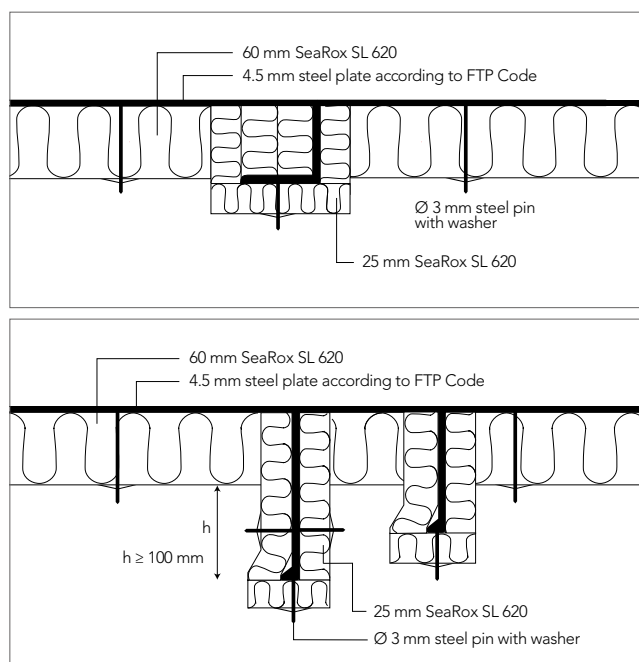 60 mm SeaRox SL 620
4.5 mm steel plate according to FTP Code
Ø 3 mm steel pin
with washer
25 mm SeaRox SL 620
60 mm SeaRox SL 620
4.5 mm steel plate according to FTP Code
h
h ≥ 100 mm
25 mm SeaRox SL 620
Ø 3 mm steel pin with washer